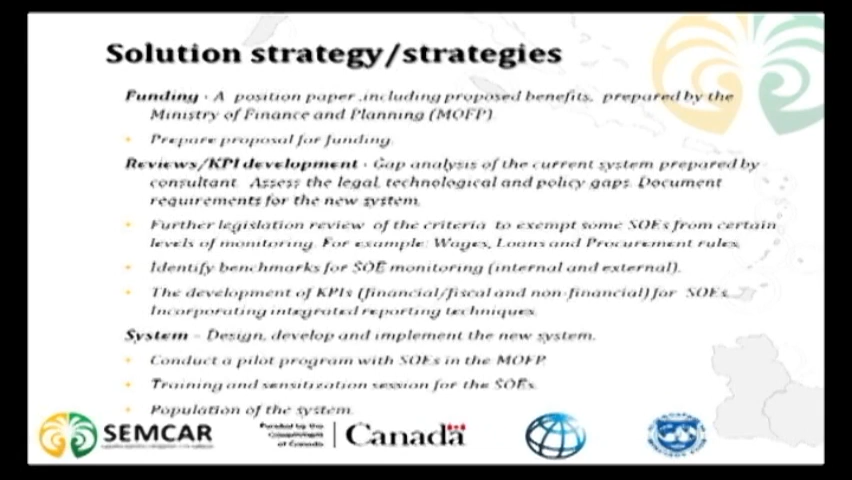 Solution strategy/strategies
Funding - A position paper ,including proposed benefits, prepared by the
Ministry of Finance and Planning (MOFP)
• Prepare proposal for funding.
Reviews/KPI development - Gap analysis of the current system prepared by
consultant. Assess the legal, technological and policy gaps. Document
requirements for the new system.
• Further legislation review of the criteria to exempt some SOEs from certain
levels of monitoring. For example: Wages, Loans and Procurement rules.
• Identify benchmarks for SOE monitoring (internal and external).
• The development of KPIs (financial/fiscal and non-financial) for SOEs.
Incorporating integrated reporting techniques.
System - Design, develop and implement the new system.
• Conduct a pilot program with SOEs in the MOFP.
• Training and sensitization session for the SOEs.
• Population of the system.
SEMCAR
Funded by the
Government
of Canada
Canada